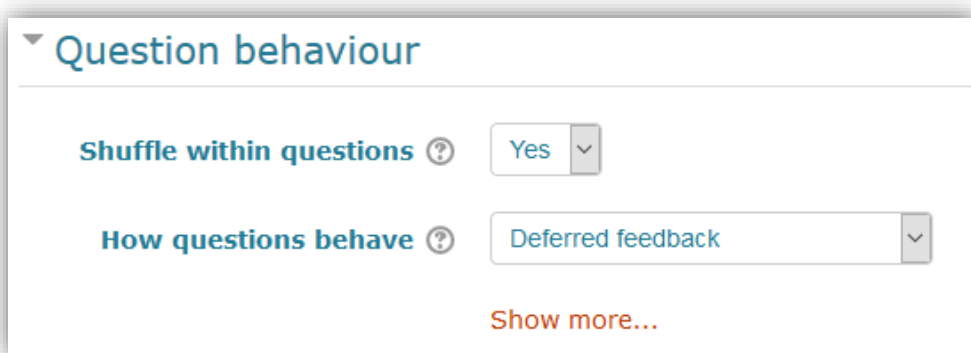 Question behaviour
Shuffle within questions Yes
How questions behave Deferred feedback
Show more...